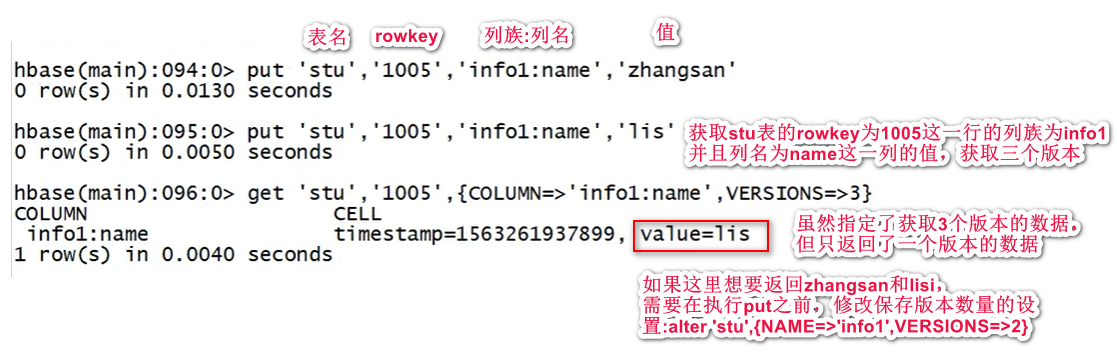 表名 rowkey 列族:列名 值
hbase(main):094:0> put 'stu','1005','info1:name','zhangsan'
0 row(s) in 0.0130 seconds
hbase(main):095:0> put 'stu','1005','info1:name','lis'
0 row(s) in 0.0050 seconds
获取stu表的rowkey为1005这一行的列族为info1
并且列名为name这一列的值，获取三个版本
hbase(main):096:0> get 'stu','1005',{COLUMN=>'info1:name',VERSIONS=>3}
COLUMN CELL
info1:name timestamp=1563261937899, value=lis
1 row(s) in 0.0040 seconds
虽然指定了获取3个版本的数据。
但只返回了一个版本的数据
如果这里想要返回zhangsan和lisi，
需要在执行put之前，修改保存版本数量的设
置:alter 'stu',{NAME=>'info1',VERSIONS=>2}